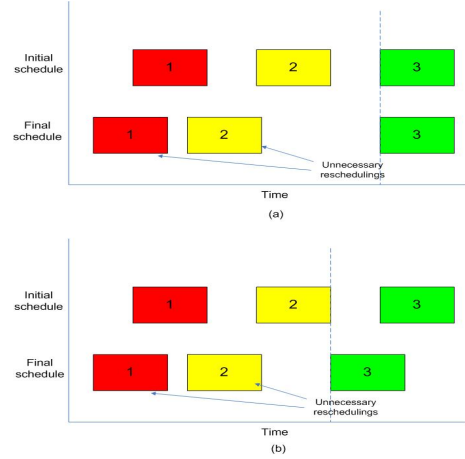 Initial
schedule
1
2
3
Final
schedule
1
2
3
Unnecessary
reschedulings
Time
(a)
Initial
schedule
1
2
3
Final
schedule
1
2
3
Unnecessary
reschedulings
Time
(b)